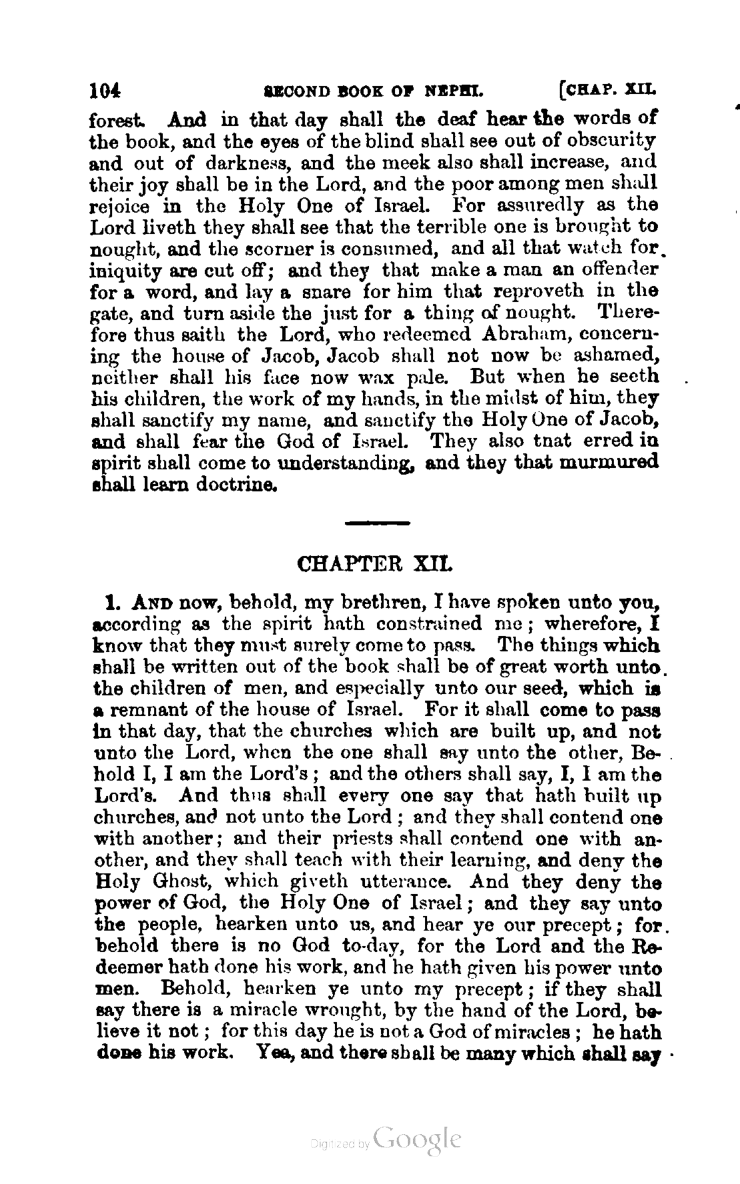 104 SECOND BOOK OF NEPHI. [CHAP. XII.
forest. And in that day shall the deaf hear the words of
the book, and the eyes of the blind shall see out of obscurity
and out of darkness, and the meek also shall increase, and
their joy shall be in the Lord, and the poor among men shall
rejoice in the Holy One of Israel. For assuredly as the
Lord liveth they shall see that the terrible one is brought to
nought, and the scorner is consumed, and all that watch for
iniquity are cut off; and they that make a man an offender
for a word, and lay a snare for him that reproveth in the
gate, and turn aside the just for a thing of nought. There-
fore thus saith the Lord, who redeemed Abraham, concern-
ing the house of Jacob, Jacob shall not now be ashamed,
neither shall his face now wax pale. But when he seeth
his children, the work of my hands, in the midst of him, they
shall sanctify my name, and sanctify the Holy One of Jacob,
and shall fear the God of Israel. They also tnat erred in
spirit shall come to understanding, and they that murmured
shall learn doctrine.
CHAPTER XII.
1. AND now, behold, my brethren, I have spoken unto you,
according as the spirit hath constrained me; wherefore, I
know that they must surely come to pass. The things which
shall be written out of the book shall be of great worth unto
the children of men, and especially unto our seed, which is
a remnant of the house of Israel. For it shall come to pass
in that day, that the churches which are built up, and not
unto the Lord, when the one shall say unto the other, Be-
hold I, I am the Lord's; and the others shall say, I, I am the
Lord's. And thus shall every one say that hath built up
churches, and not unto the Lord; and they shall contend one
with another; and their priests shall contend one with an-
other, and they shall teach with their learning, and deny the
Holy Ghost, which giveth utterance. And they deny the
power of God, the Holy One of Israel; and they say unto
the people, hearken unto us, and hear ye our precept; for
behold there is no God to-day, for the Lord and the Re-
deemer hath done his work, and he hath given his power unto
men. Behold, hearken ye unto my precept; if they shall
say there is a miracle wrought, by the hand of the Lord, be-
lieve it not; for this day he is not a God of miracles; he hath
done his work. Yea, and there shall be many which shall say
Digitized by Google